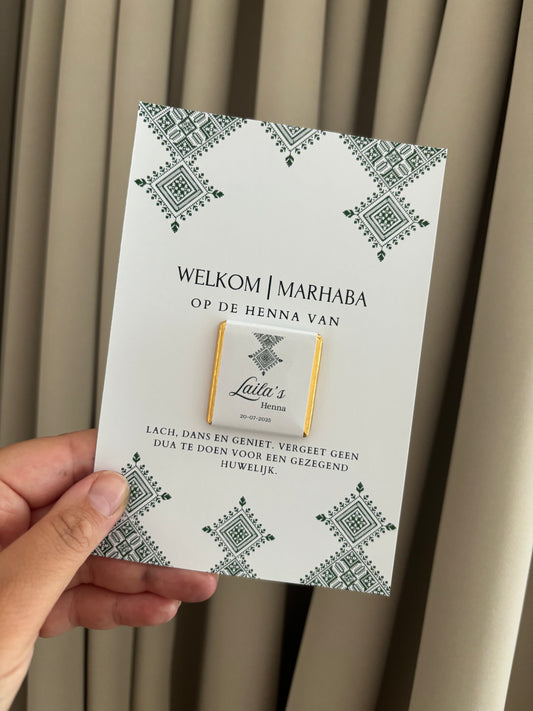 WELKOM | MARHABA
OP DE HENNA VAN
Laila's
Henna
20-07-2025
LACH, DANS EN GENIET. VERGEET GEEN
DUA TE DOEN VOOR EEN GEZEGEND
HUWELIJK.